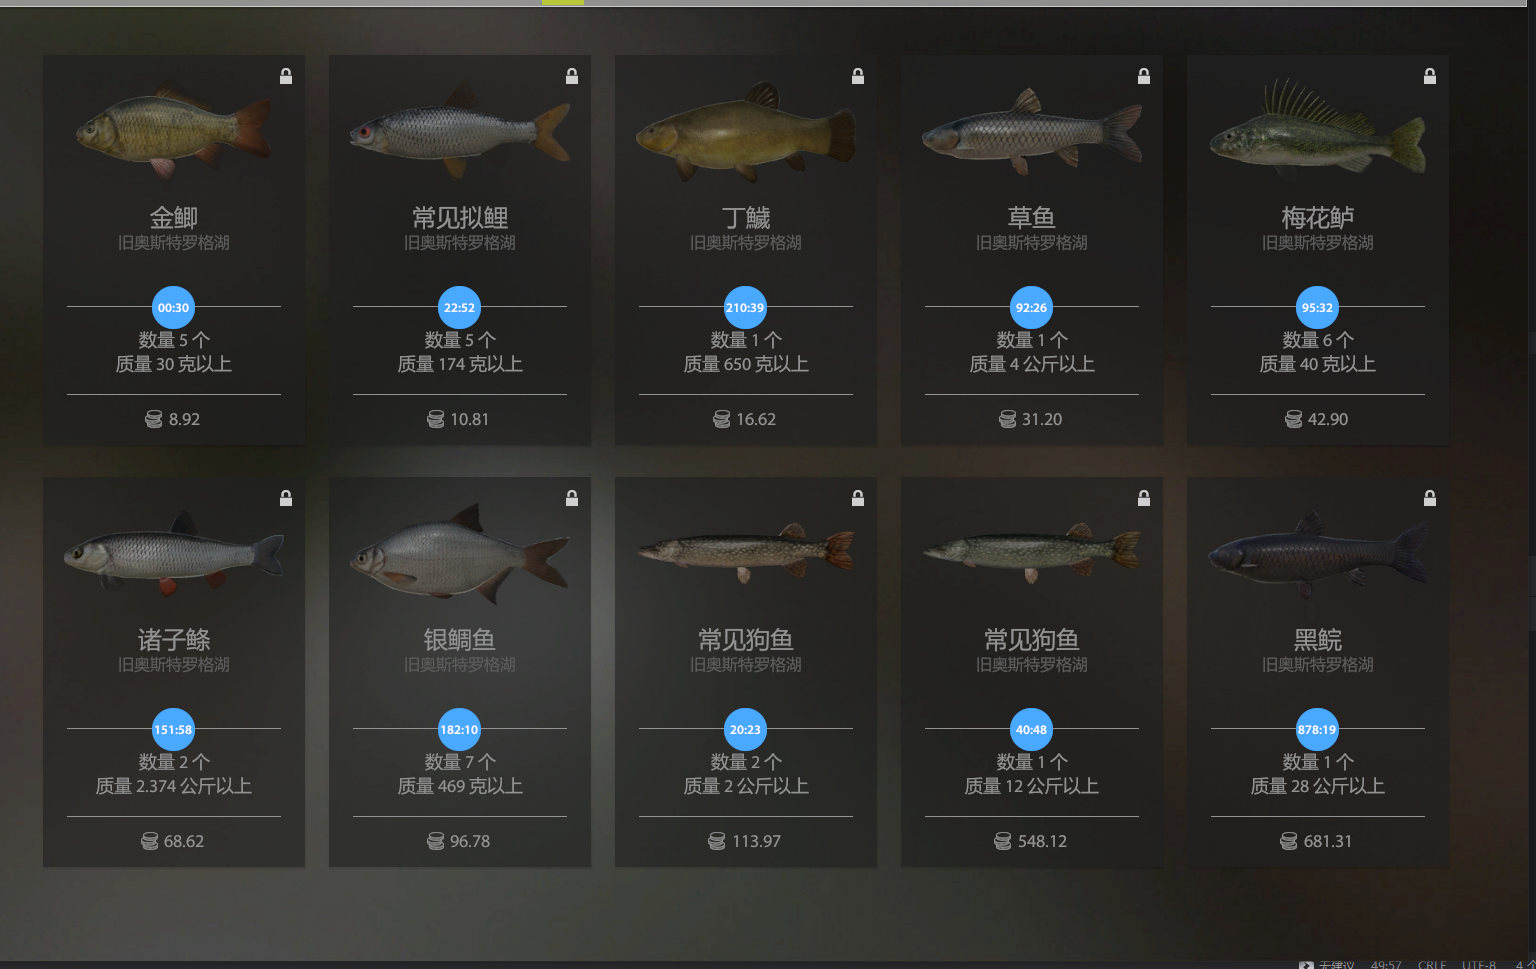 金鲫
旧奥斯特罗格湖
00:30
数量 5 个
质量 30 克以上
8.92
常见拟鲤
旧奥斯特罗格湖
22:52
数量 5 个
质量 174 克以上
10.81
丁鱥
旧奥斯特罗格湖
210:39
数量 1 个
质量 650 克以上
16.62
草鱼
旧奥斯特罗格湖
92:26
数量 1 个
质量 4 公斤以上
31.20
梅花鲈
旧奥斯特罗格湖
95:32
数量 6 个
质量 40 克以上
42.90
诸子鲦
旧奥斯特罗格湖
151:58
数量 2 个
质量 2.374 公斤以上
68.62
银鲷鱼
旧奥斯特罗格湖
182:10
数量 7 个
质量 469 克以上
96.78
常见狗鱼
旧奥斯特罗格湖
20:23
数量 2 个
质量 2 公斤以上
113.97
常见狗鱼
旧奥斯特罗格湖
40:48
数量 1 个
质量 12 公斤以上
548.12
黑鲩
旧奥斯特罗格湖
878:19
数量 1 个
质量 28 公斤以上
681.31
无建议 49:57 CRLF UTF-8 4 个